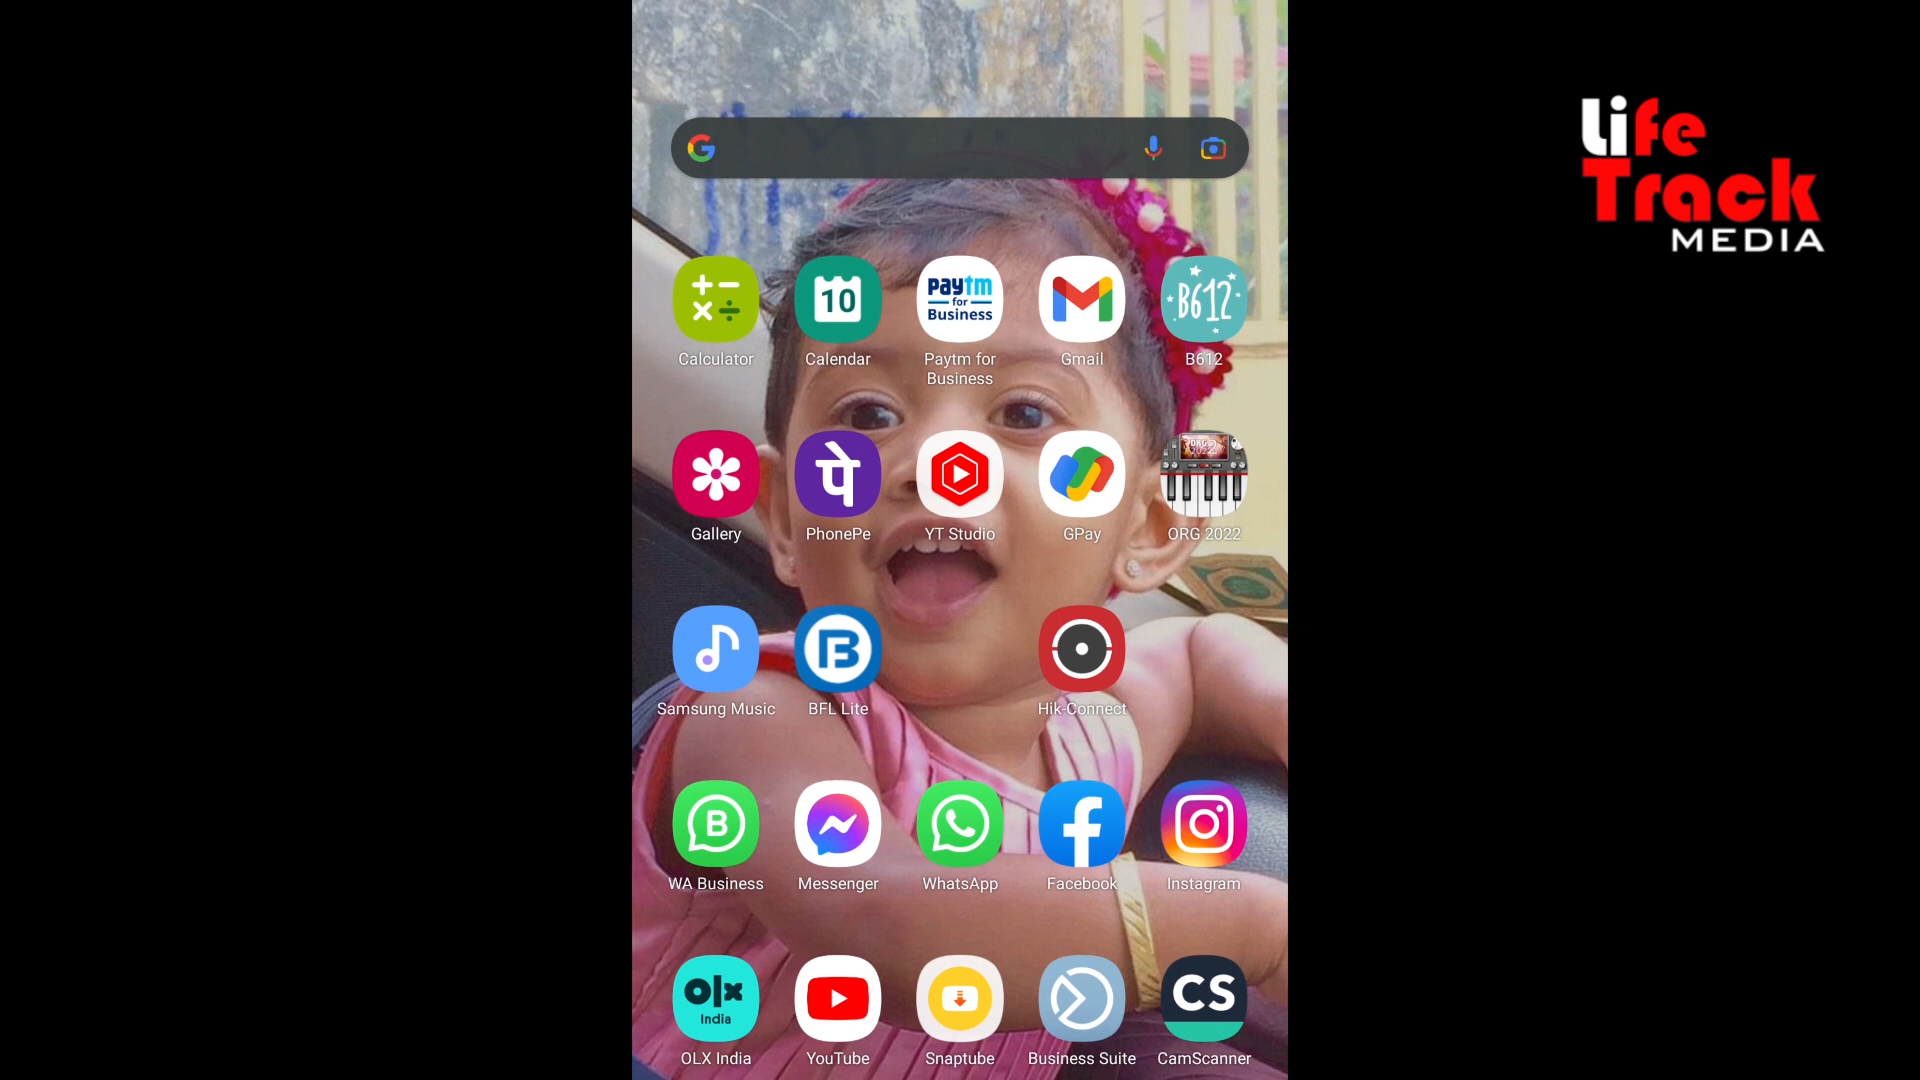 Life
Track
MEDIA
10
paytm
for
Business
B612
Calculator
Calendar
Paytm for
Business
Gmail
B612
पे
ORG
2022
Gallery
PhonePe
YT Studio
GPay
ORG 2022
Samsung Music
BFL Lite
Hik-Connect
B
WA Business
Messenger
WhatsApp
Facebook
Instagram
olx
India
CS
OLX India
YouTube
Snaptube
Business Suite
CamScanner